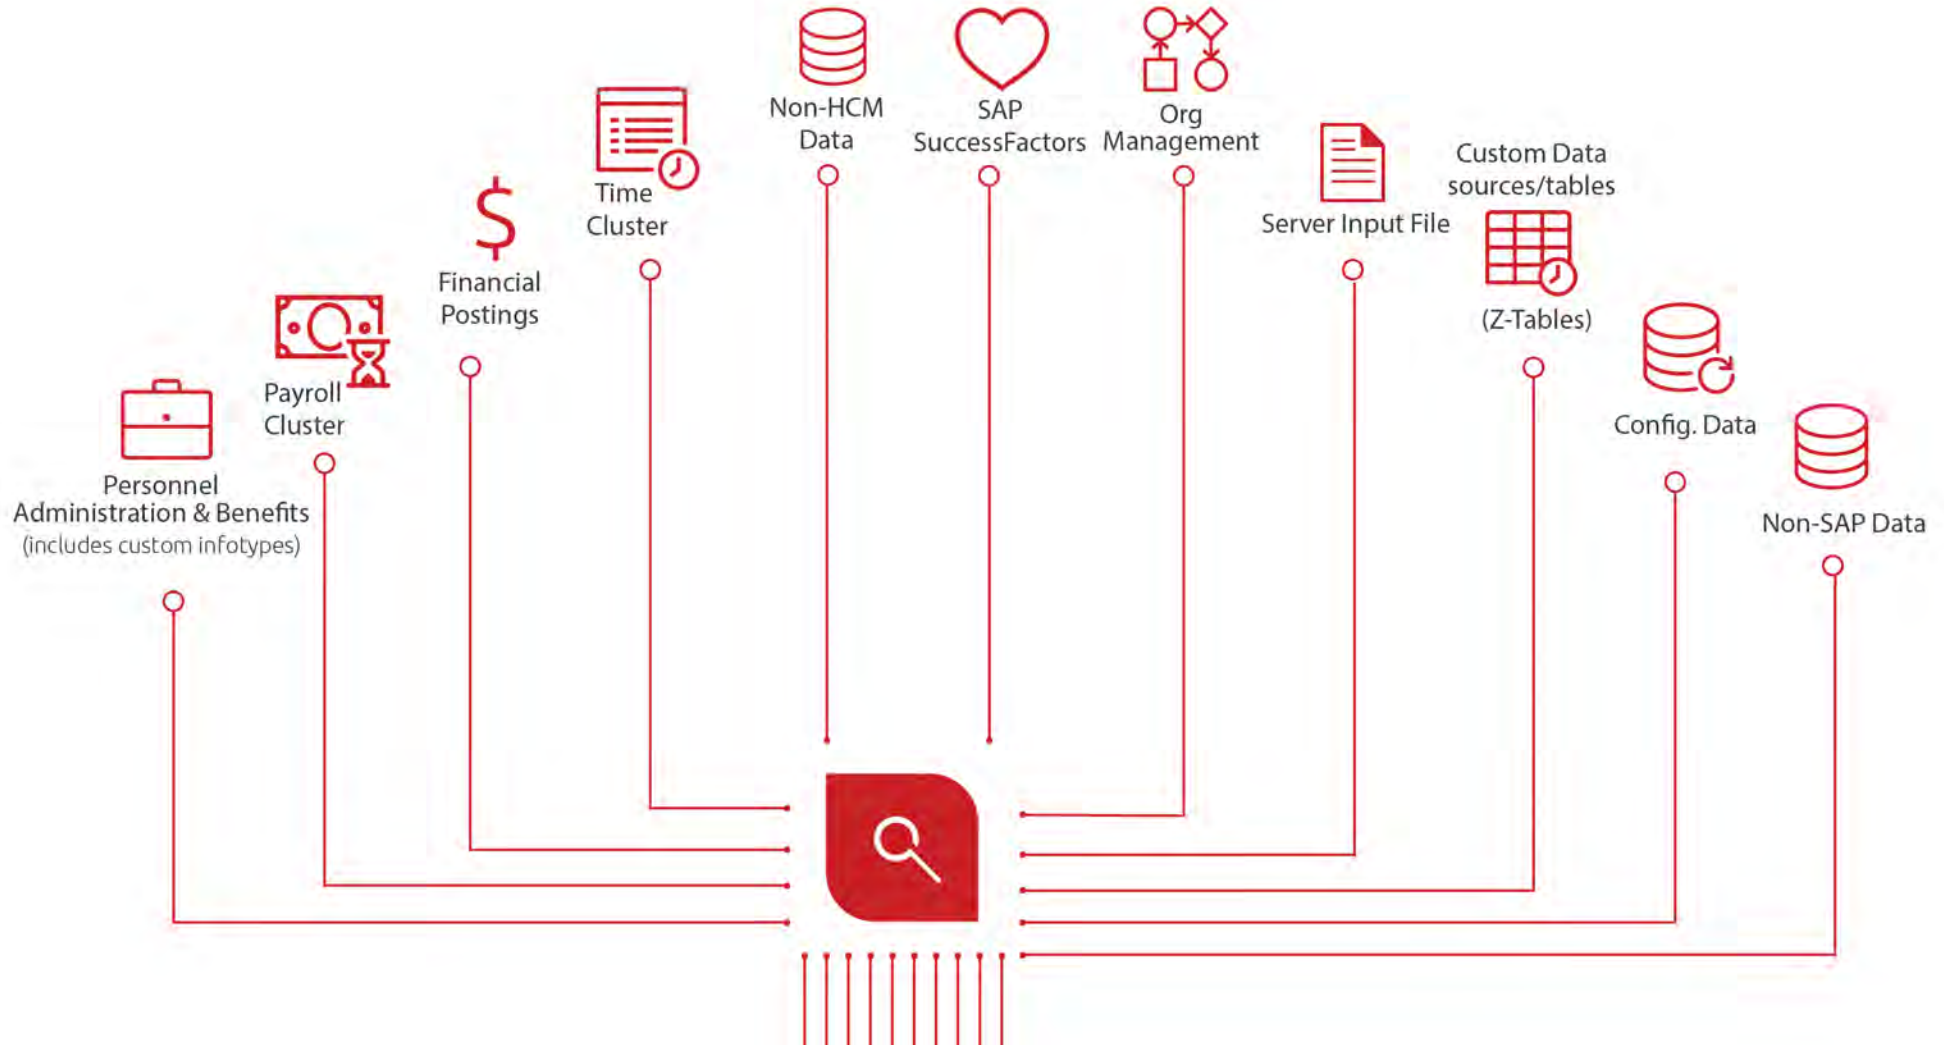 Non-HCM
Data
SAP
SuccessFactors
Org
Management
Time
Cluster
Server Input File
Custom Data
sources/tables
(Z-Tables)
Financial
Postings
Payroll
Cluster
Config. Data
Personnel
Administration & Benefits
(includes custom infotypes)
Non-SAP Data
$